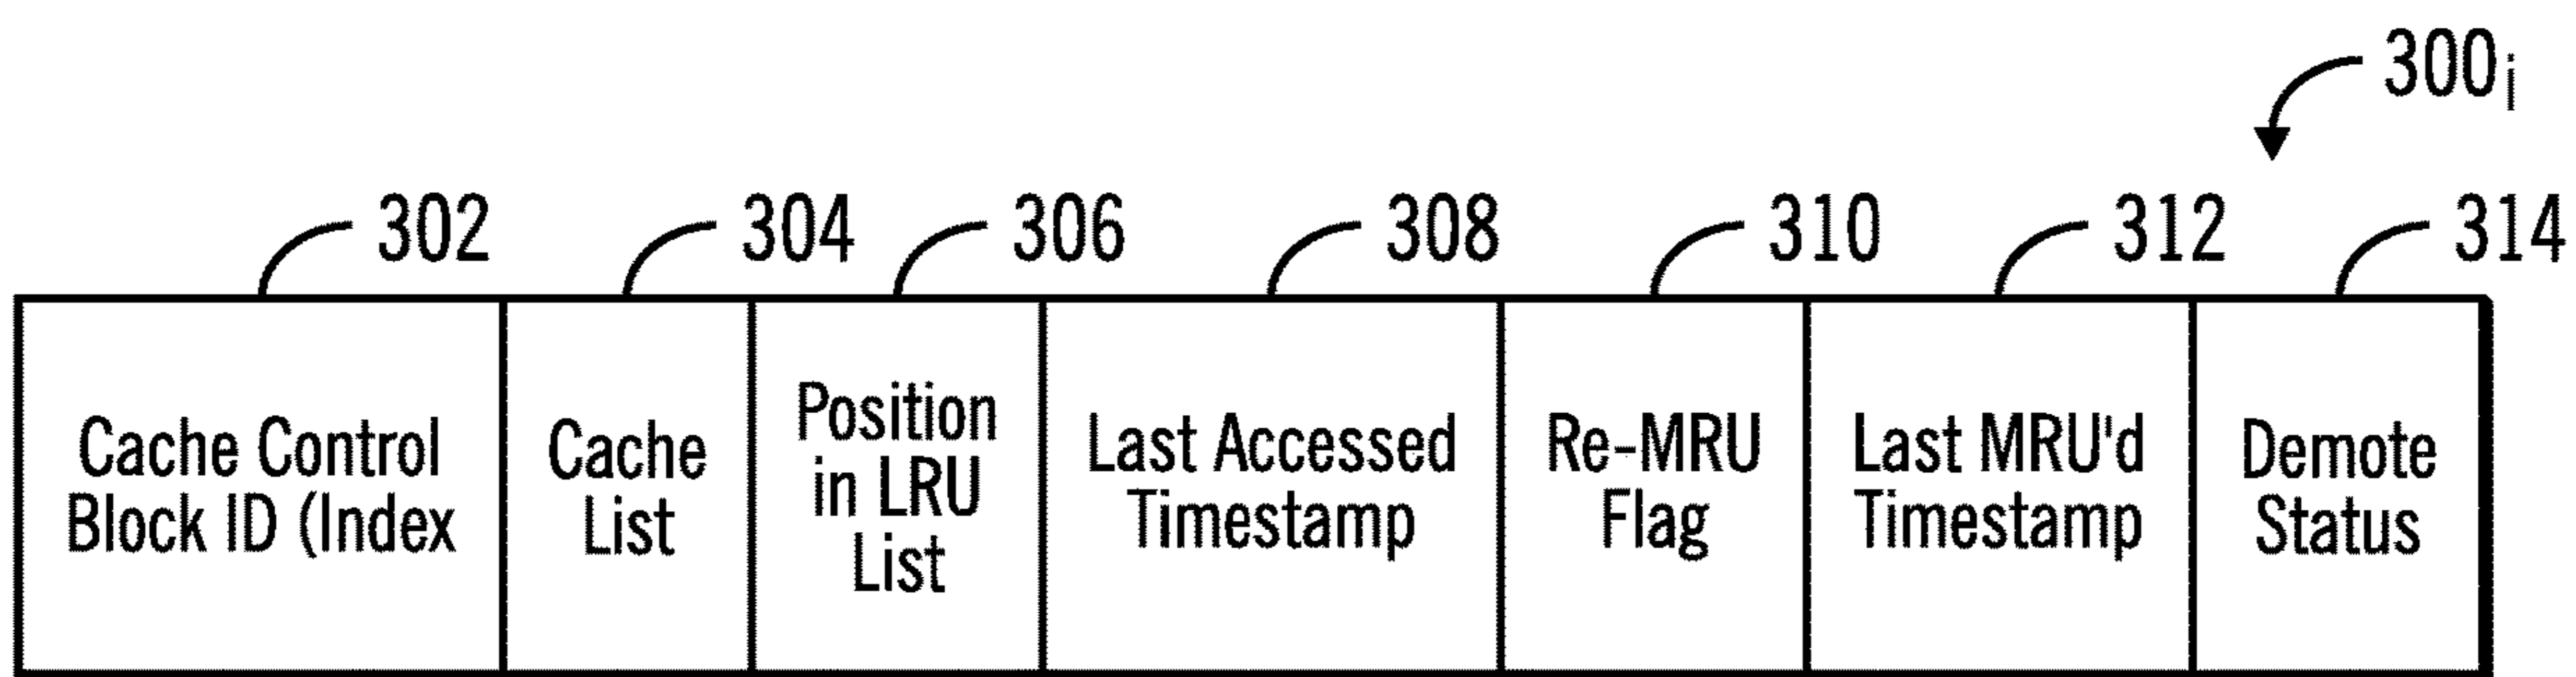 300i
302
304
306
308
310
312
314
Cache Control
Block ID (Index
Cache
List
Position
in LRU
List
Last Accessed
Timestamp
Re-MRU
Flag
Last MRU'd
Timestamp
Demote
Status